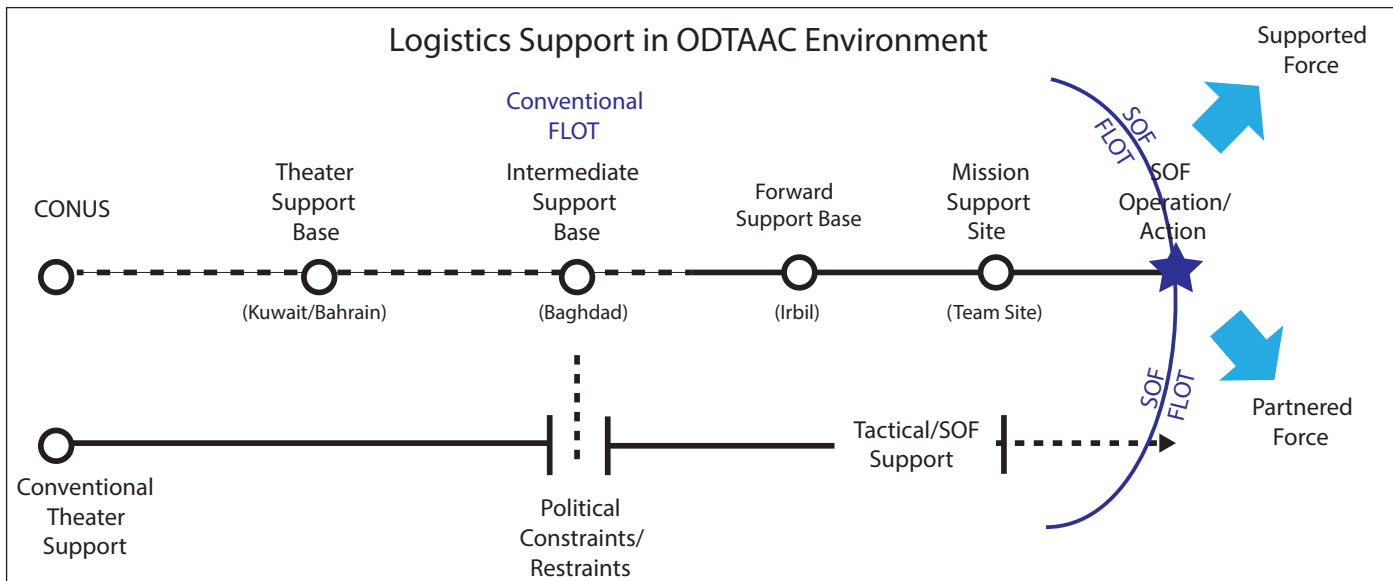 Logistics Support in ODTAAC Environment
Supported
Force
Conventional
FLOT
SOF
FLOT
CONUS
Theater
Support
Base
Intermediate
Support
Base
Forward
Support Base
Mission
Support
Site
SOF
Operation/
Action
(Kuwait/Bahrain)
(Baghdad)
(Irbil)
(Team Site)
SOF
FLOT
Partnered
Force
Tactical/SOF
Support
Conventional
Theater
Support
Political
Constraints/
Restraints